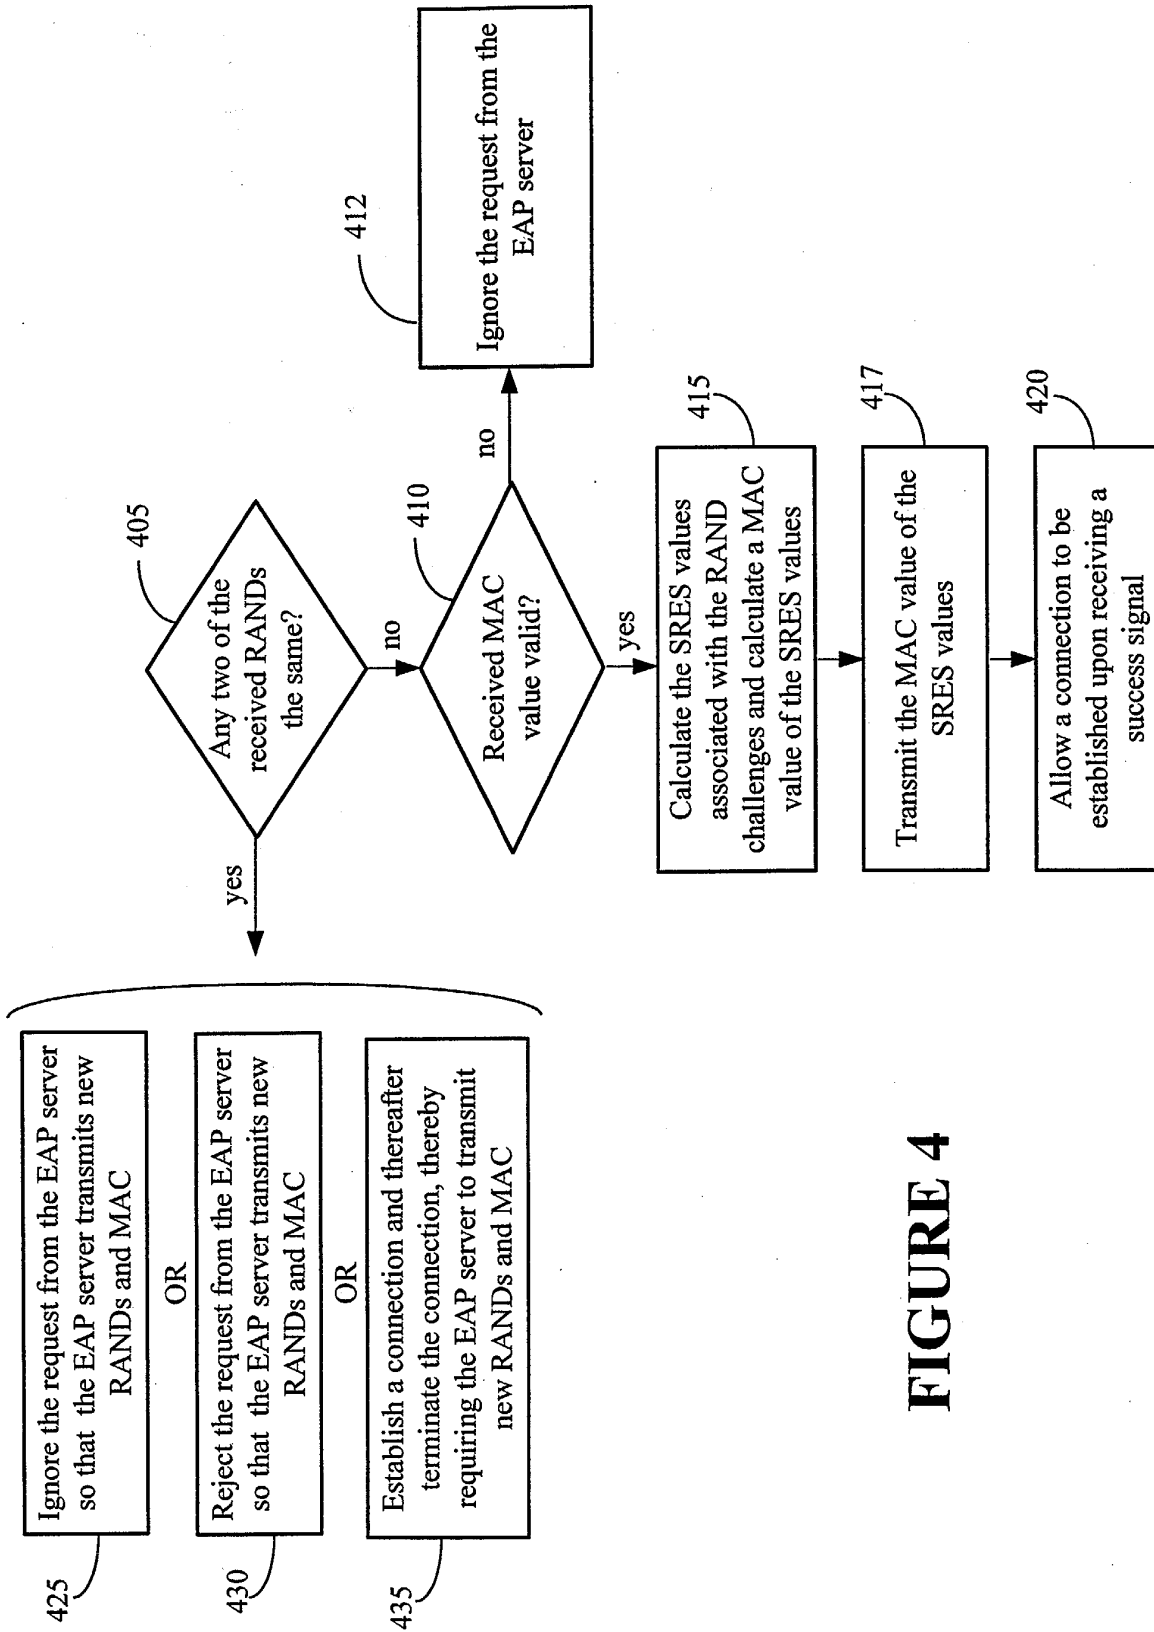 405
Any two of the
received RANDs
the same?
yes
no
425
Ignore the request from the EAP server
so that the EAP server transmits new
RANDs and MAC
OR
430
Reject the request from the EAP server
so that the EAP server transmits new
RANDs and MAC
OR
435
Establish a connection and thereafter
terminate the connection, thereby
requiring the EAP server to transmit
new RANDs and MAC
410
Received MAC
value valid?
no
412
Ignore the request from the
EAP server
yes
415
Calculate the SRES values
associated with the RAND
challenges and calculate a MAC
value of the SRES values
417
Transmit the MAC value of the
SRES values
420
Allow a connection to be
established upon receiving a
success signal
FIGURE 4